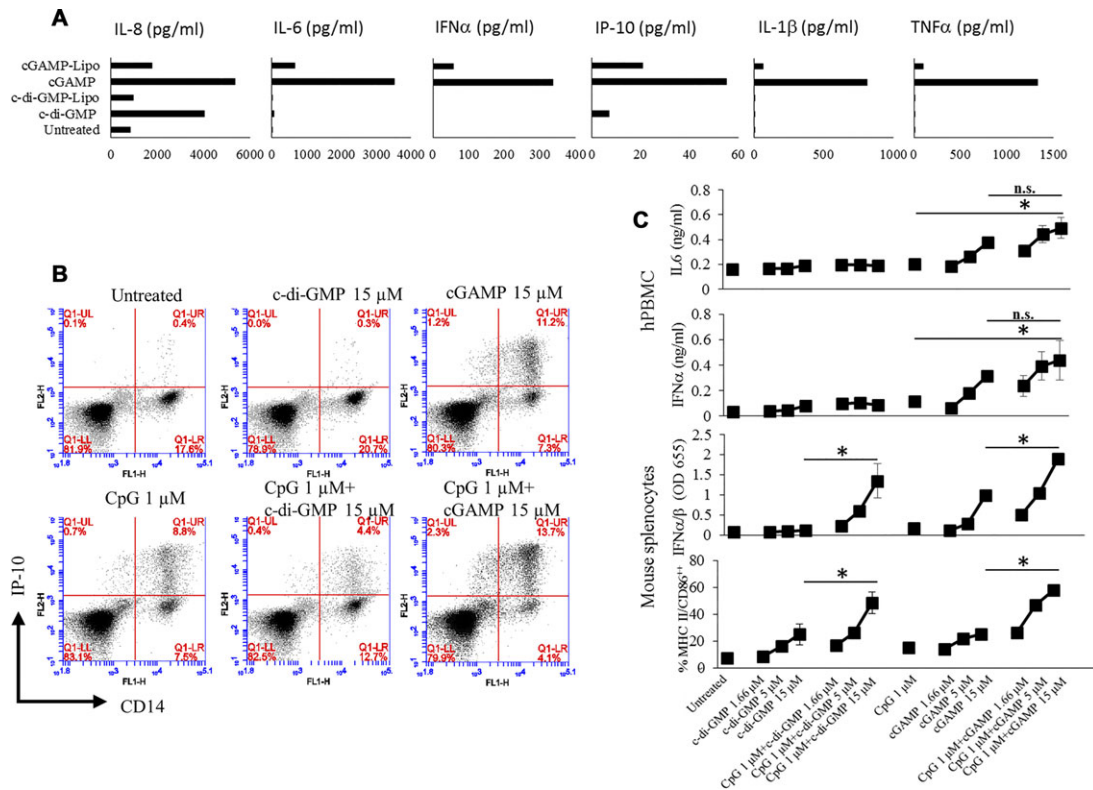 A
IL-8 (pg/ml) IL-6 (pg/ml) IFNα (pg/ml) IP-10 (pg/ml) IL-1β (pg/ml) TNFα (pg/ml)
cGAMP-Lipo
cGAMP
c-di-GMP-Lipo
c-di-GMP
Untreated
0 2000 4000 6000 0 1000 2000 3000 4000 0 100 200 300 400 0 20 40 60 0 500 1000 0 500 1000 1500
B
Untreated c-di-GMP 15 µM cGAMP 15 µM
Q1-UL Q1-UR Q1-UL Q1-UR Q1-UL Q1-UR
0.1% 0.4% 0.0% 0.3% 1.2% 11.2%
FL2-H FL2-H FL2-H
Q1-LL Q1-LR Q1-LL Q1-LR Q1-LL Q1-LR
81.9% 17.6% 78.9% 20.7% 80.3% 7.3%
FL1-H FL1-H FL1-H
CpG 1 µM CpG 1 µM+ CpG 1 µM+
c-di-GMP 15 µM cGAMP 15 µM
Q1-UL Q1-UR Q1-UL Q1-UR Q1-UL Q1-UR
0.7% 8.8% 0.4% 4.4% 2.3% 13.7%
FL2-H FL2-H FL2-H
Q1-LL Q1-LR Q1-LL Q1-LR Q1-LL Q1-LR
83.1% 7.5% 82.5% 12.7% 79.9% 4.1%
FL1-H FL1-H FL1-H
IP-10
CD14
C
hPBMC
IL6 (ng/ml)
0.8
0.6
0.4
0.2
0
n.s.
*
IFNα (ng/ml)
0.8
0.6
0.4
0.2
0
n.s.
*
Mouse splenocytes
IFNα/β (OD 655)
2.5
2
1.5
1
0.5
0
* *
% MHC II/CD86++
80
60
40
20
0
* *
Untreated
c-di-GMP 1.66 µM
c-di-GMP 5 µM
c-di-GMP 15 µM
CpG 1 µM+c-di-GMP 1.66 µM
CpG 1 µM+c-di-GMP 5 µM
CpG 1 µM+c-di-GMP 15 µM
CpG 1 µM
cGAMP 1.66 µM
cGAMP 5 µM
cGAMP 15 µM
CpG 1 µM+cGAMP 1.66 µM
CpG 1 µM+cGAMP 5 µM
CpG 1 µM+cGAMP 15 µM